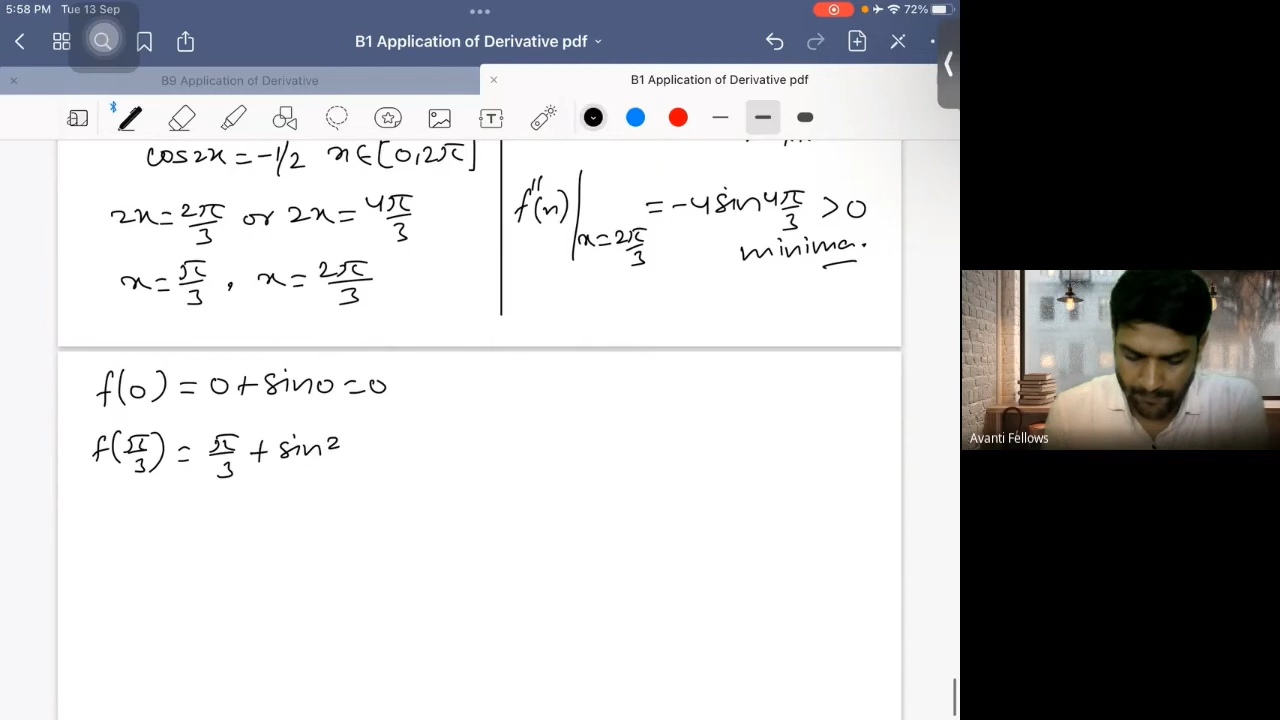 5:58 PM Tue 13 Sep
72%
B1 Application of Derivative pdf
B9 Application of Derivative
B1 Application of Derivative pdf
cos2x = -1/2 x ∈ [0, 2π]
2x = 2π/3 or 2x = 4π/3
x = π/3 , x = 2π/3
f''(x)| x = 2π/3 = -4 sin 4π/3 > 0
minima.
f(0) = 0 + sin0 = 0
f(π/3) = π/3 + sin2
Avanti Fellows